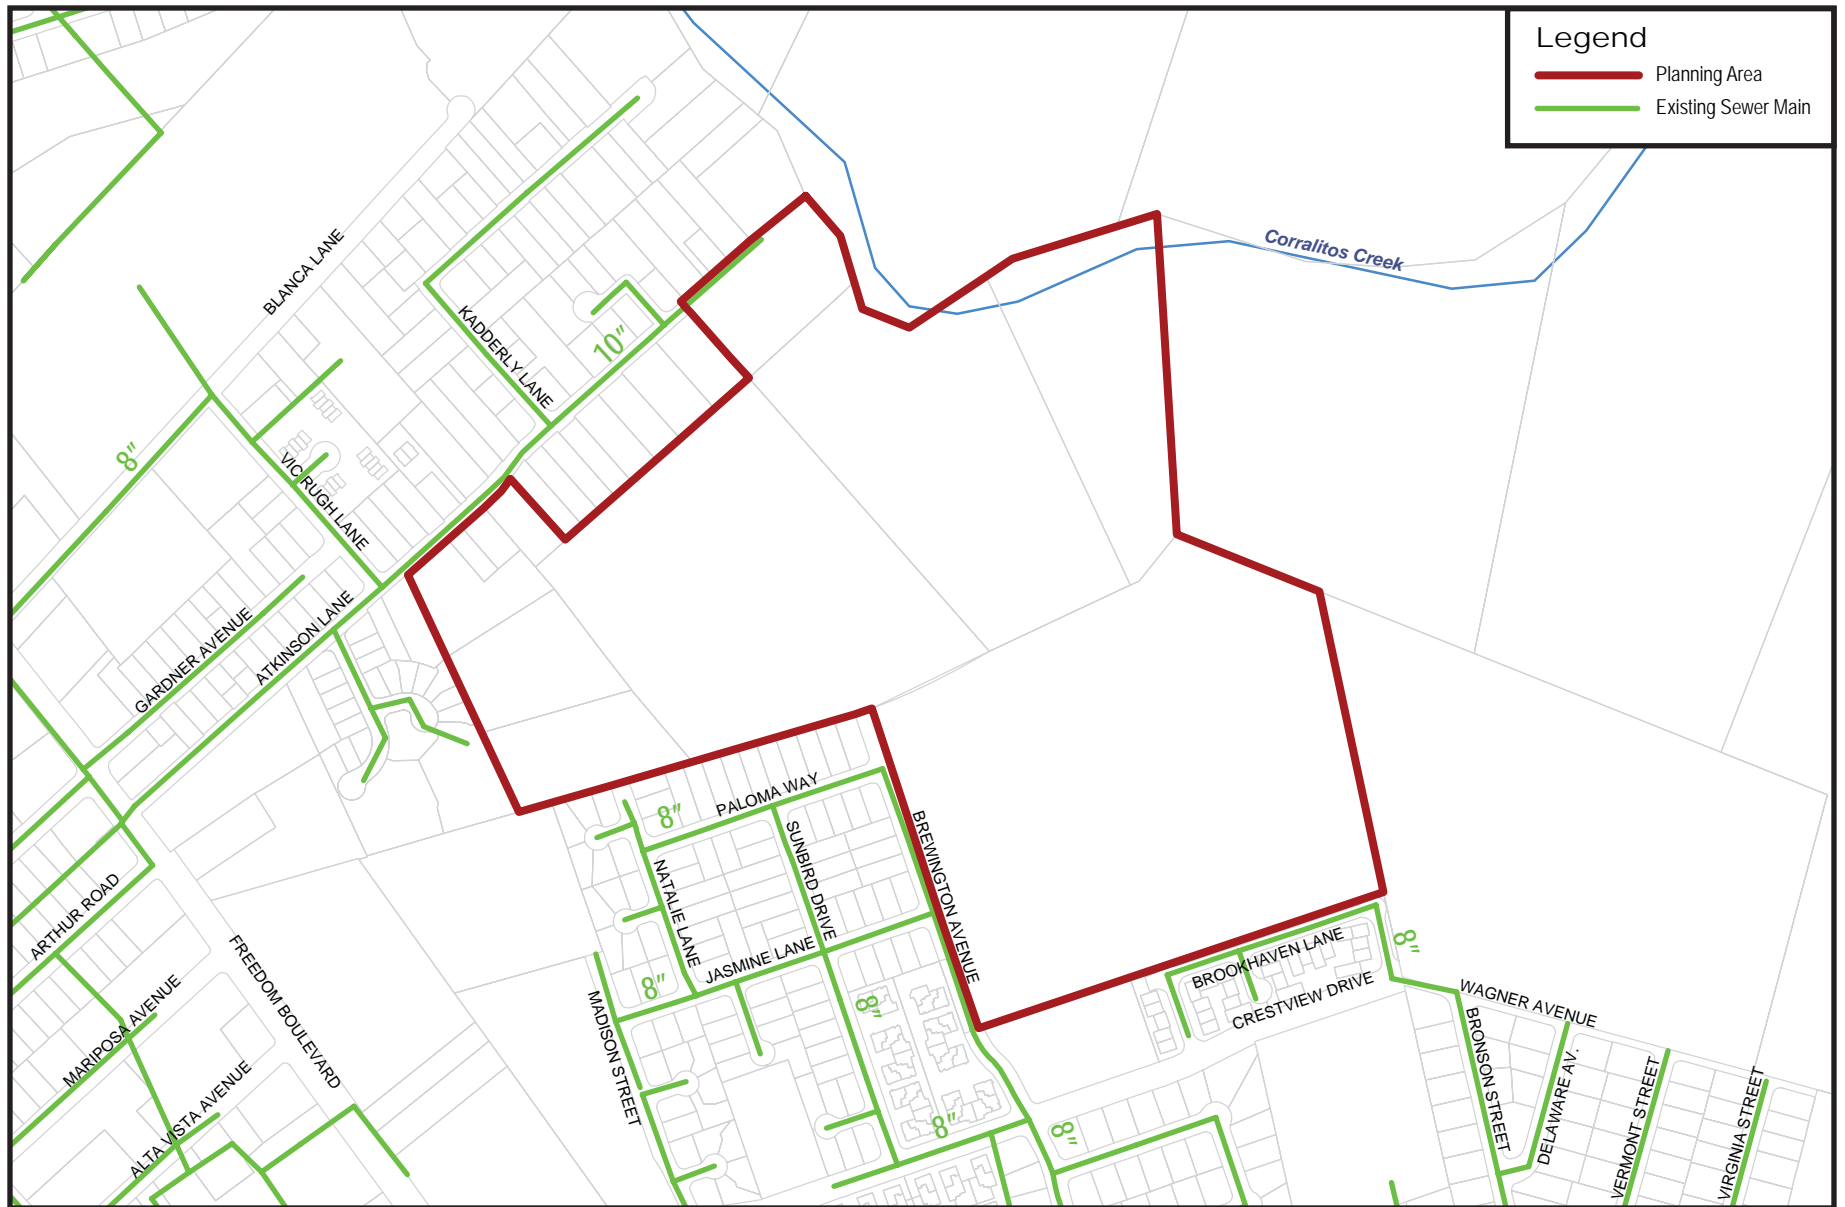 Legend
Planning Area
Existing Sewer Main
Corralitos Creek
BLANCA LANE
KADDERLY LANE
10"
8"
VIC RUGH LANE
GARDNER AVENUE
ATKINSON LANE
PALOMA WAY
8"
SUNBIRD DRIVE
BREWINGTON AVENUE
NATALIE LANE
JASMINE LANE
8"
8"
ARTHUR ROAD
FREEDOM BOULEVARD
MARIPOSA AVENUE
ALTA VISTA AVENUE
MADISON STREET
8"
8"
BROOKHAVEN LANE
CRESTVIEW DRIVE
8"
WAGNER AVENUE
BRONSON STREET
DELAWARE AV.
VERMONT STREET
VIRGINIA STREET